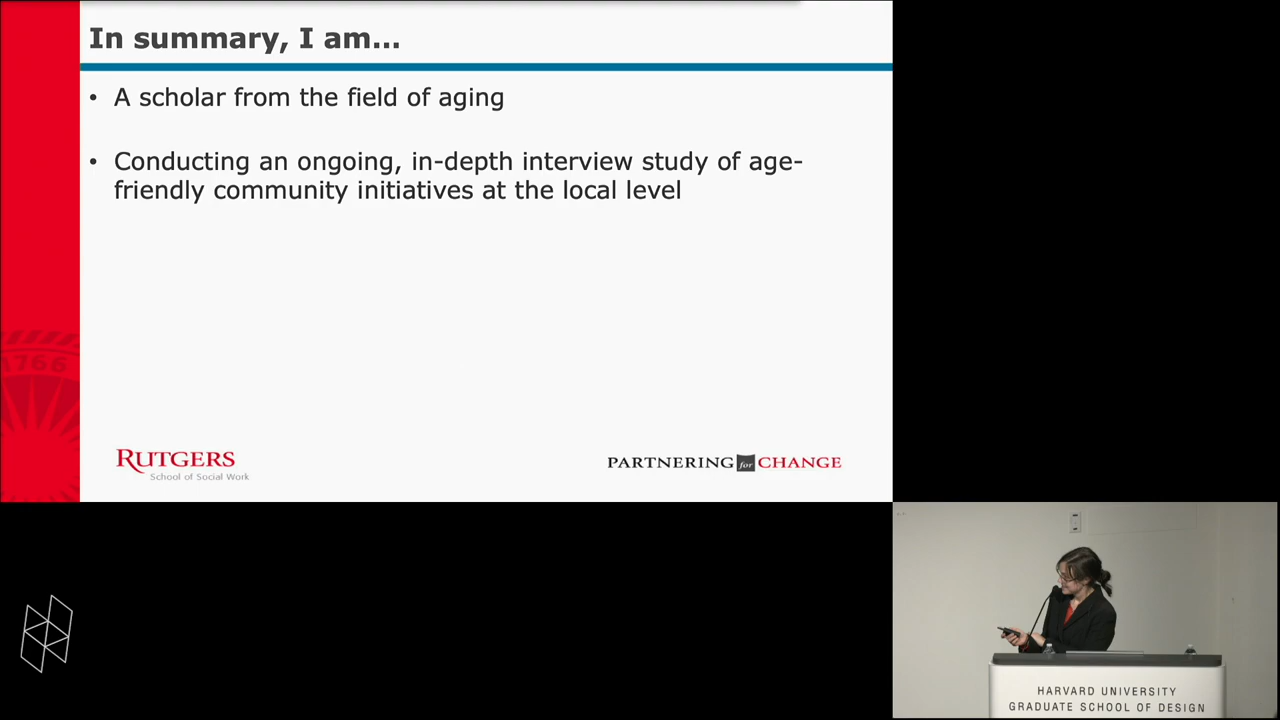 In summary, I am...
• A scholar from the field of aging
• Conducting an ongoing, in-depth interview study of age-
friendly community initiatives at the local level
1766
RUTGERS
School of Social Work
PARTNERING for CHANGE
HARVARD UNIVERSITY
GRADUATE SCHOOL OF DESIGN